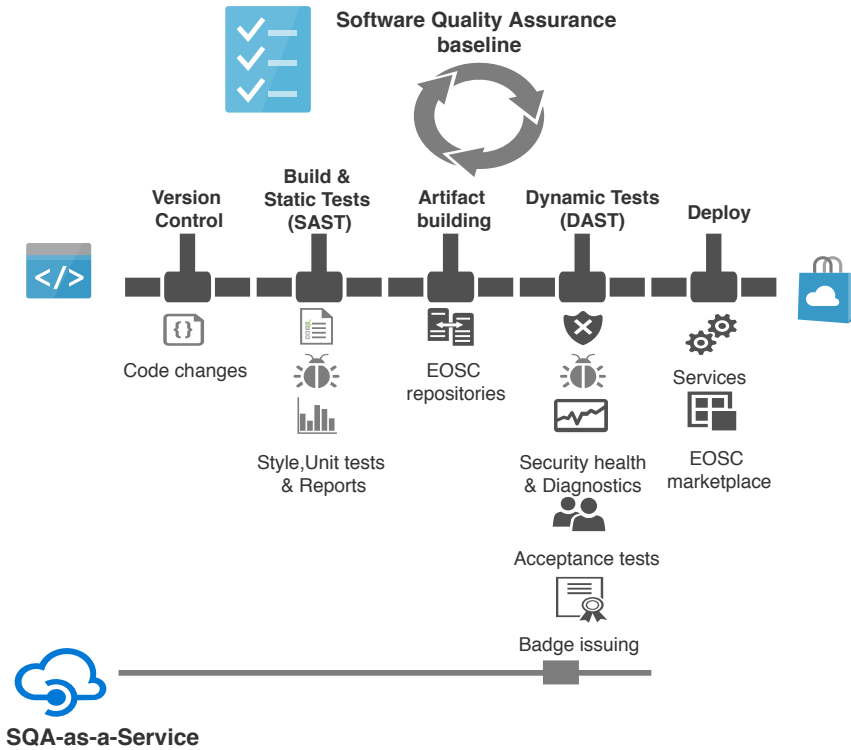 Software Quality Assurance
baseline
Version
Control
Build &
Static Tests
(SAST)
Artifact
building
Dynamic Tests
(DAST)
Deploy
</>
{}
Code changes
Style,Unit tests
& Reports
EOSC
repositories
Security health
& Diagnostics
Acceptance tests
Badge issuing
Services
EOSC
marketplace
SQA-as-a-Service